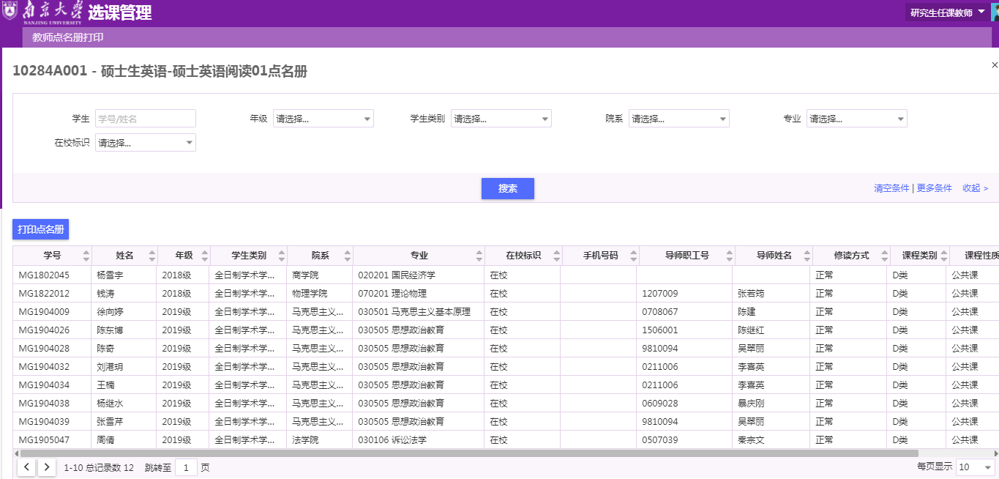 南京大学 选课管理 研究生任课教师
NANJING UNIVERSITY
教师点名册打印
10284A001 - 硕士生英语-硕士英语阅读01点名册 ×
学生 学号/姓名 年级 请选择... 学生类别 请选择... 院系 请选择... 专业 请选择...
在校标识 请选择...
搜索 清空条件 | 更多条件 收起 >
打印点名册
学号 姓名 年级 学生类别 院系 专业 在校标识 手机号码 导师职工号 导师姓名 修读方式 课程类别 课程性质
MG1802045 杨雪宇 2018级 全日制学术学... 商学院 020201 国民经济学 在校 正常 D类 公共课
MG1822012 钱涛 2018级 全日制学术学... 物理学院 070201 理论物理 在校 1207009 张若筠 正常 D类 公共课
MG1904009 徐向婷 2019级 全日制学术学... 马克思主义... 030501 马克思主义基本原理 在校 0708067 陈建 正常 D类 公共课
MG1904026 陈东博 2019级 全日制学术学... 马克思主义... 030505 思想政治教育 在校 1506001 陈继红 正常 D类 公共课
MG1904028 陈奇 2019级 全日制学术学... 马克思主义... 030505 思想政治教育 在校 9810094 吴翠丽 正常 D类 公共课
MG1904032 刘港玥 2019级 全日制学术学... 马克思主义... 030505 思想政治教育 在校 0211006 李喜英 正常 D类 公共课
MG1904034 王楠 2019级 全日制学术学... 马克思主义... 030505 思想政治教育 在校 0211006 李喜英 正常 D类 公共课
MG1904038 杨继水 2019级 全日制学术学... 马克思主义... 030505 思想政治教育 在校 0609028 暴庆刚 正常 D类 公共课
MG1904039 张雪芹 2019级 全日制学术学... 马克思主义... 030505 思想政治教育 在校 9810094 吴翠丽 正常 D类 公共课
MG1905047 周倩 2019级 全日制学术学... 法学院 030106 诉讼法学 在校 0507039 秦宗文 正常 D类 公共课
< > 1-10 总记录数 12 跳转至 1 页 每页显示 10